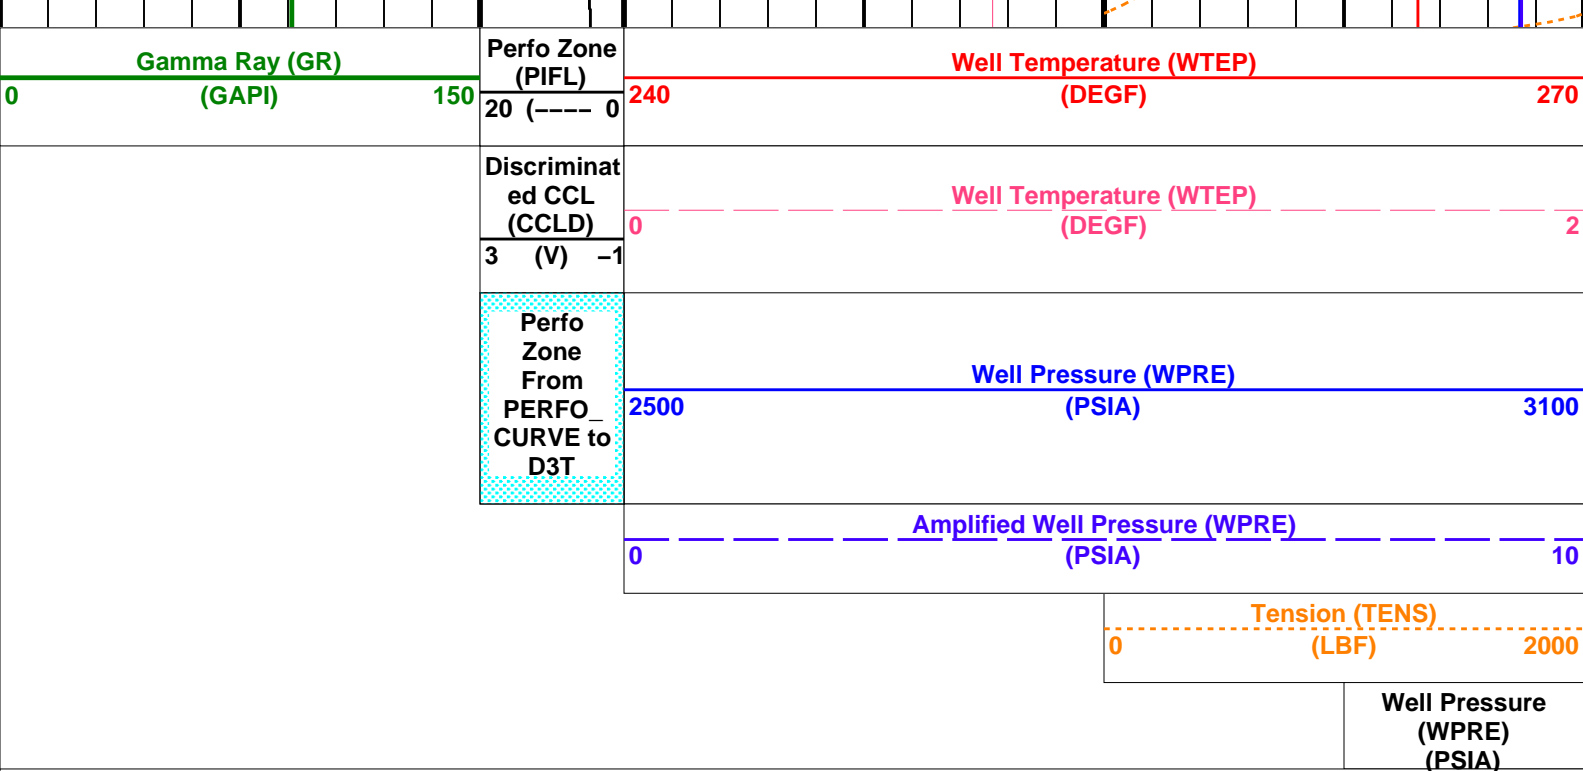 Gamma Ray (GR)
0 (GAPI) 150
Perfo Zone
(PIFL)
20 (–––– 0
Well Temperature (WTEP)
240 (DEGF) 270
Discriminat
ed CCL
(CCLD)
3 (V) –1
Well Temperature (WTEP)
0 (DEGF) 2
Perfo
Zone
From
PERFO_
CURVE to
D3T
Well Pressure (WPRE)
2500 (PSIA) 3100
Amplified Well Pressure (WPRE)
0 (PSIA) 10
Tension (TENS)
0 (LBF) 2000
Well Pressure
(WPRE)
(PSIA)